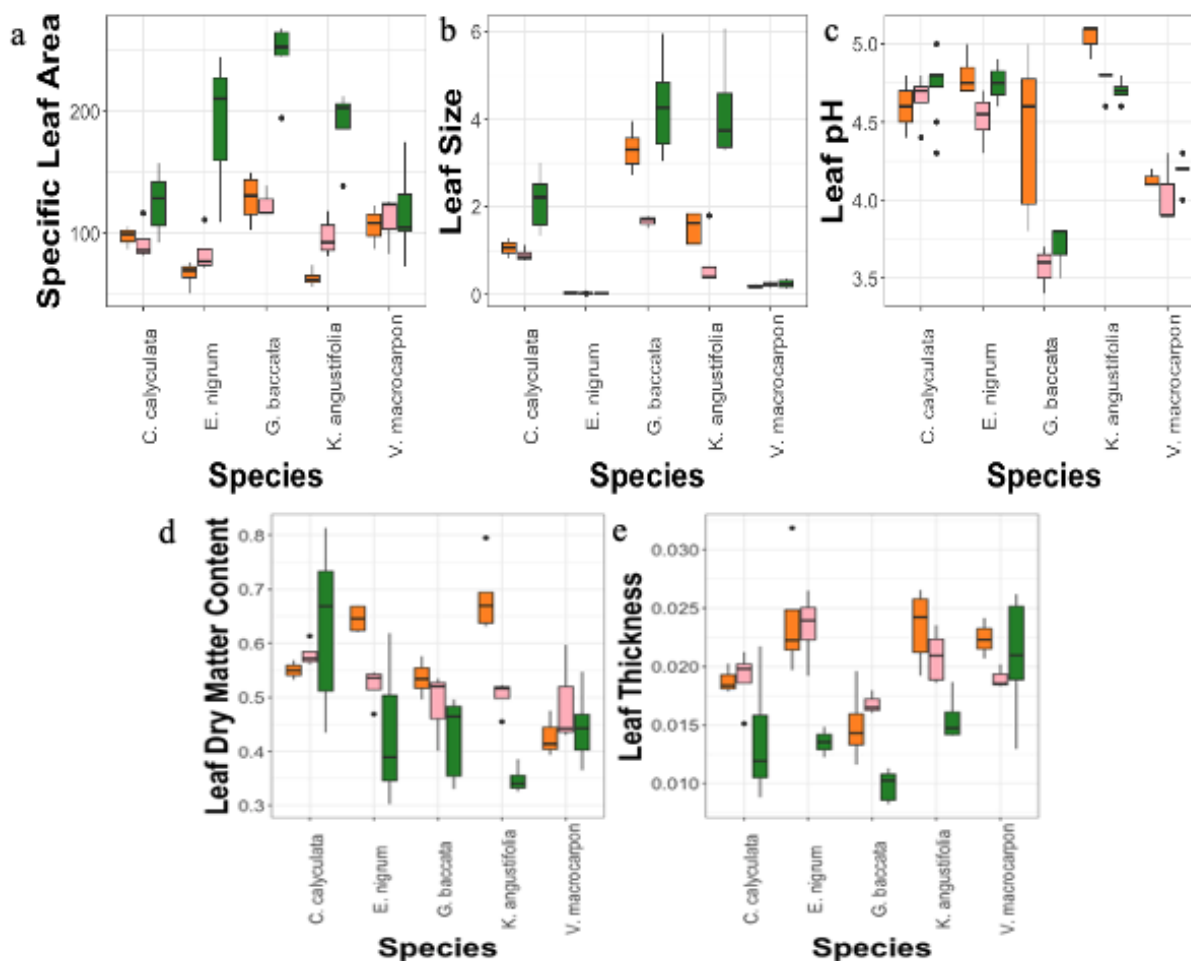 a
Specific Leaf Area
200
100
C. calyculata
E. nigrum
G. baccata
K. angustifolia
V. macrocarpon
Species
b
Leaf Size
6
4
2
0
C. calyculata
E. nigrum
G. baccata
K. angustifolia
V. macrocarpon
Species
c
Leaf pH
5.0
4.5
4.0
3.5
C. calyculata
E. nigrum
G. baccata
K. angustifolia
V. macrocarpon
Species
d
Leaf Dry Matter Content
0.8
0.7
0.6
0.5
0.4
0.3
C. calyculata
E. nigrum
G. baccata
K. angustifolia
V. macrocarpon
Species
e
Leaf Thickness
0.030
0.025
0.020
0.015
0.010
C. calyculata
E. nigrum
G. baccata
K. angustifolia
V. macrocarpon
Species